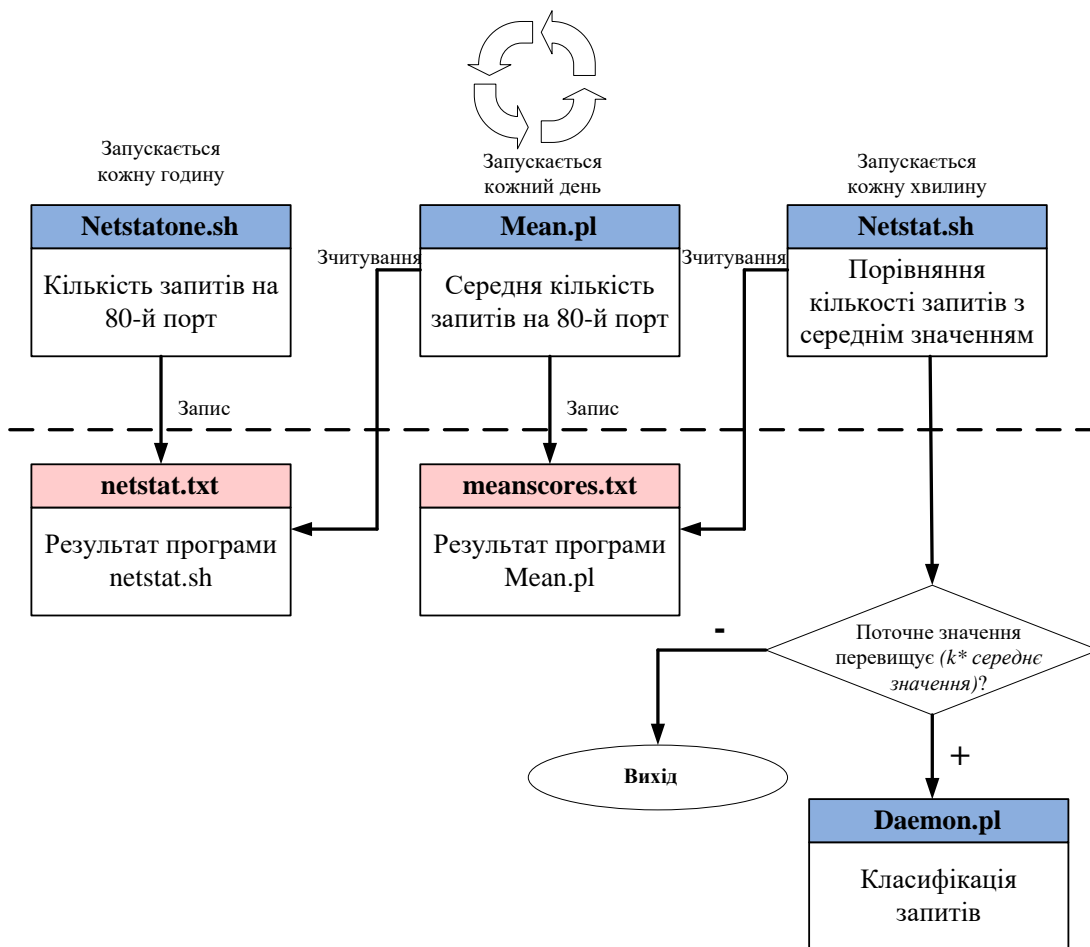 Запускається
кожну годину
Запускається
кожний день
Запускається
кожну хвилину
Netstatone.sh
Кількість запитів на
80-й порт
Зчитування
Mean.pl
Середня кількість
запитів на 80-й порт
Зчитування
Netstat.sh
Порівняння
кількості запитів з
середнім значенням
Запис
Запис
netstat.txt
Результат програми
netstat.sh
meanscores.txt
Результат програми
Mean.pl
-
Поточне значення
перевищує (k* середнє
значення)?
Вихід
+
Daemon.pl
Класифікація
запитів